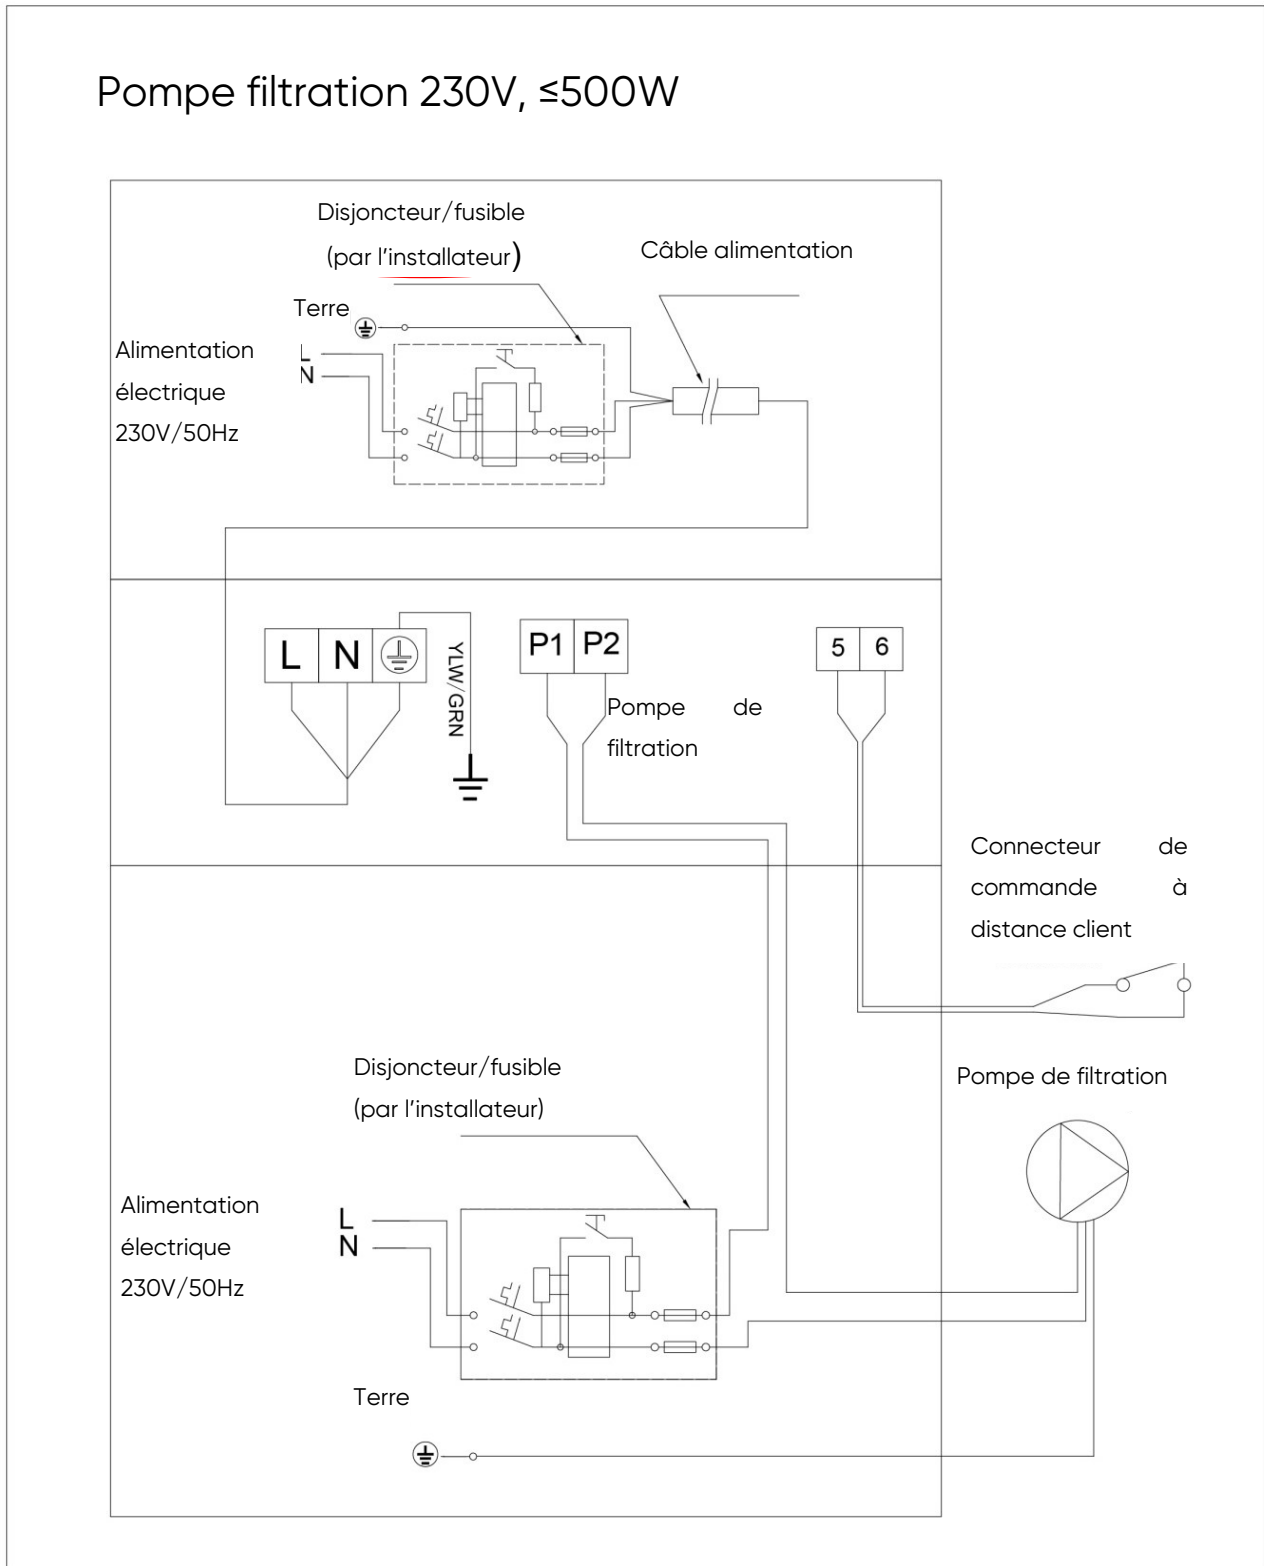 Pompe filtration 230V, ≤500W
Disjoncteur/fusible
(par l'installateur)
Câble alimentation
Terre
Alimentation
électrique
230V/50Hz
L
N
L N
YLW/GRN
P1 P2
5 6
Pompe de
filtration
Connecteur de
commande à
distance client
Disjoncteur/fusible
(par l'installateur)
Pompe de filtration
Alimentation
électrique
230V/50Hz
L
N
Terre